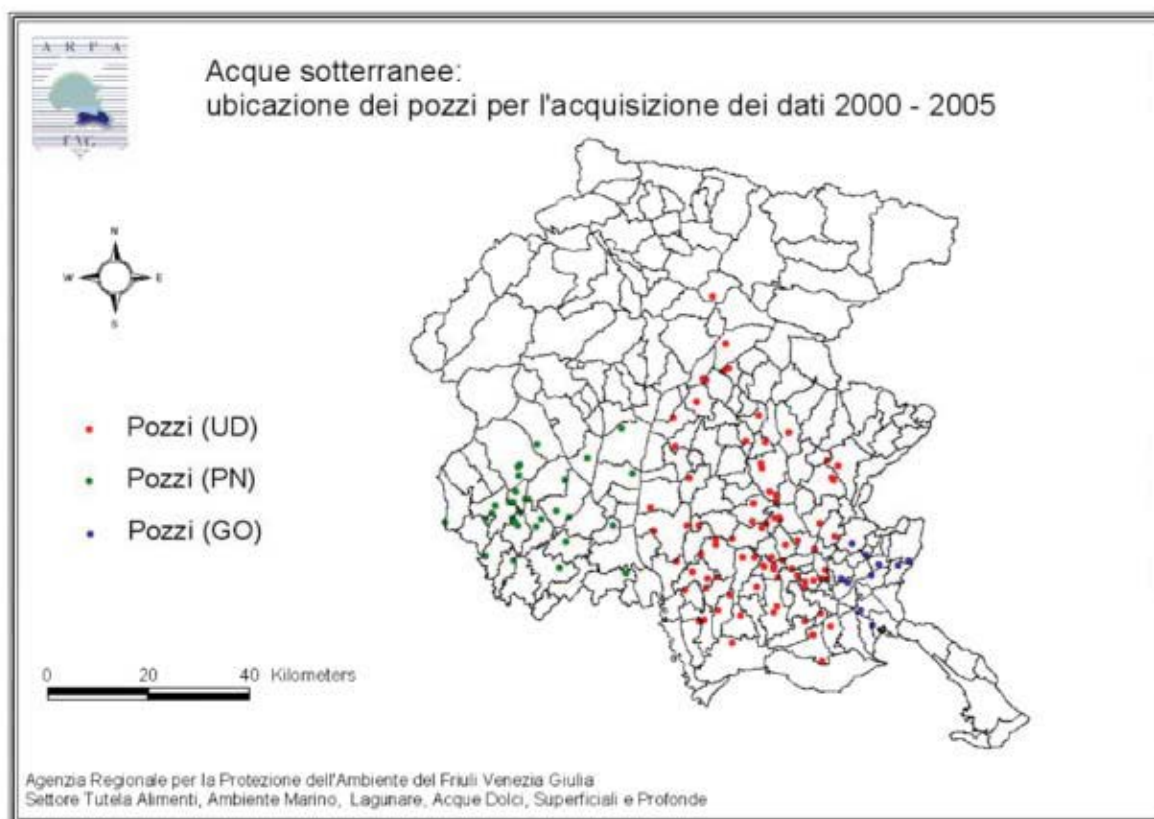 A R P A
FVG
Acque sotterranee:
ubicazione dei pozzi per l'acquisizione dei dati 2000 - 2005
N
W E
S
Pozzi (UD)
Pozzi (PN)
Pozzi (GO)
0 20 40 Kilometers
Agenzia Regionale per la Protezione dell'Ambiente del Friuli Venezia Giulia
Settore Tutela Alimenti, Ambiente Marino, Lagunare, Acque Dolci, Superficiali e Profonde